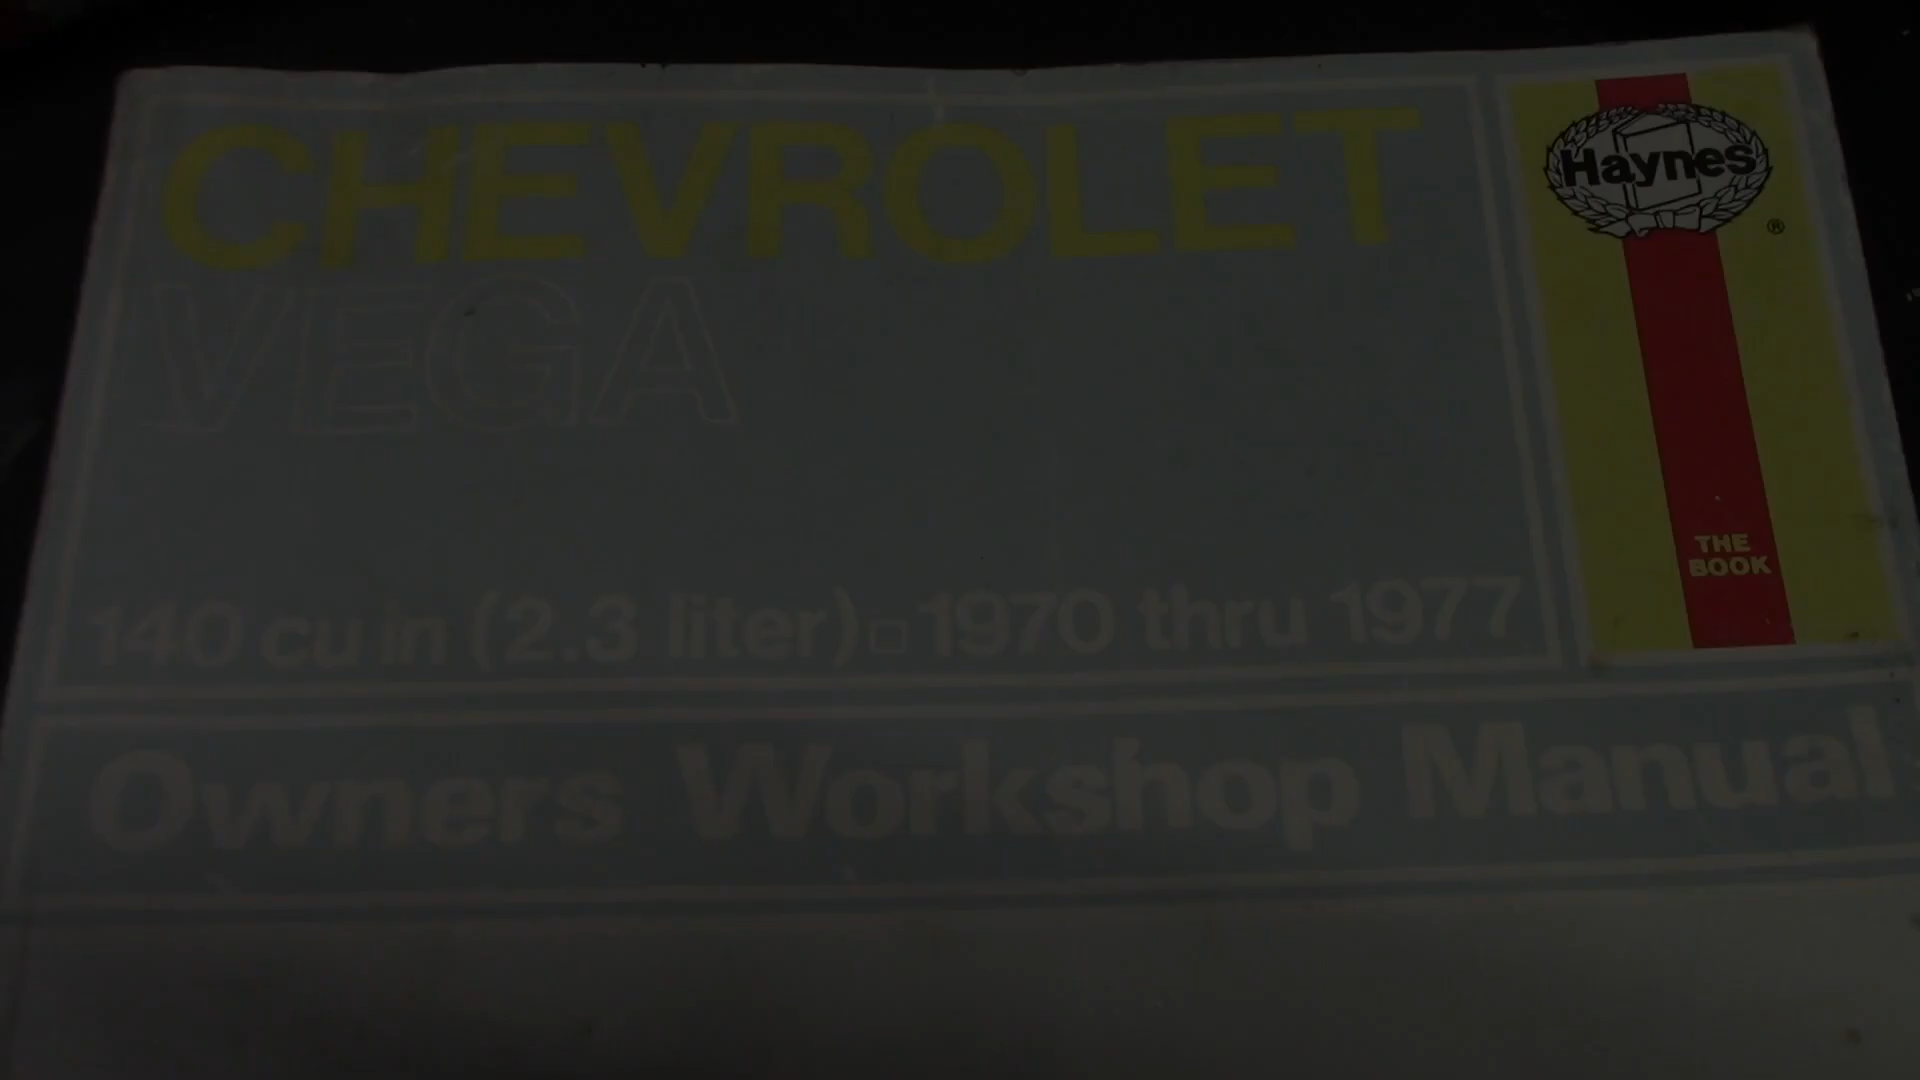 CHEVROLET
VEGA
140 cu in (2.3 liter)□1970 thru 1977
Owners Workshop Manual
Haynes
®
THE
BOOK